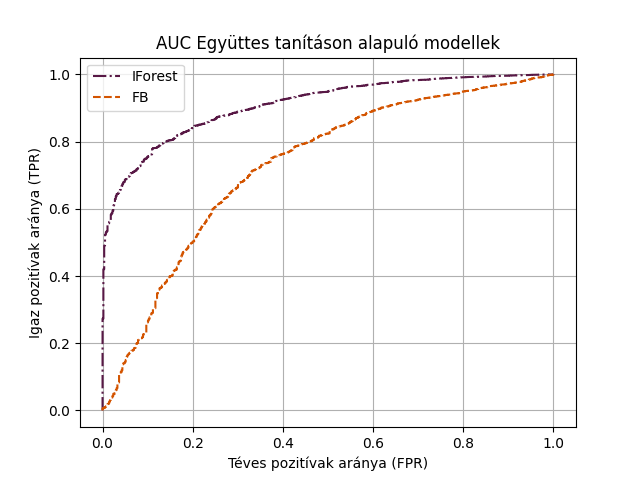 AUC Együttes tanításon alapuló modellek
IForest
FB
Igaz pozitívak aránya (TPR)
1.0
0.8
0.6
0.4
0.2
0.0
0.0 0.2 0.4 0.6 0.8 1.0
Téves pozitívak aránya (FPR)